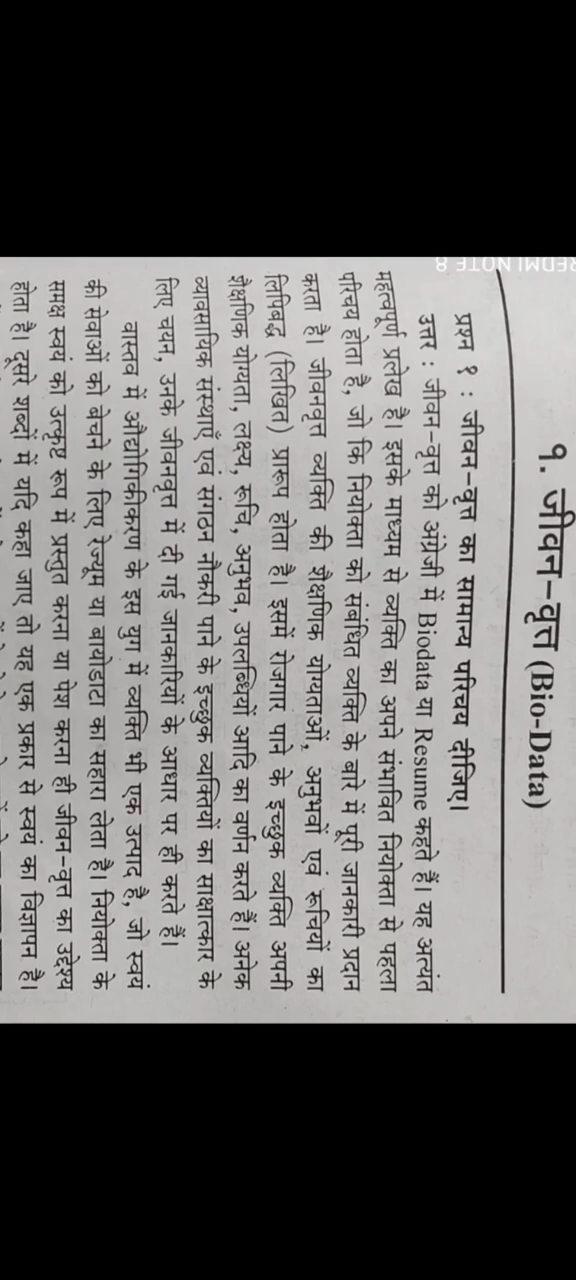 १. जीवन-वृत्त (Bio-Data)
प्रश्न १ : जीवन-वृत्त का सामान्य परिचय दीजिए।
उत्तर : जीवन-वृत्त को अंग्रेजी में Biodata या Resume कहते हैं। यह अत्यंत
महत्वपूर्ण प्रलेख है। इसके माध्यम से व्यक्ति का अपने संभावित नियोक्ता से पहला
परिचय होता है, जो कि नियोक्ता को संबंधित व्यक्ति के बारे में पूरी जानकारी प्रदान
करता है। जीवनवृत्त व्यक्ति की शैक्षणिक योग्यताओं, अनुभवों एवं रूचियों का
लिपिबद्ध (लिखित) प्रारूप होता है। इसमें रोजगार पाने के इच्छुक व्यक्ति अपनी
शैक्षणिक योग्यता, लक्ष्य, रूचि, अनुभव, उपलब्धियों आदि का वर्णन करते हैं। अनेक
व्यावसायिक संस्थाएँ एवं संगठन नौकरी पाने के इच्छुक व्यक्तियों का साक्षात्कार के
लिए चयन, उनके जीवनवृत्त में दी गई जानकारियों के आधार पर ही करते हैं।
वास्तव में औद्योगिकीकरण के इस युग में व्यक्ति भी एक उत्पाद है, जो स्वयं
की सेवाओं को बेचने के लिए रेज्यूम या बायोडाटा का सहारा लेता है। नियोक्ता के
समक्ष स्वयं को उत्कृष्ट रूप में प्रस्तुत करना या पेश करना ही जीवन-वृत्त का उद्देश्य
होता है। दूसरे शब्दों में यदि कहा जाए तो यह एक प्रकार से स्वयं का विज्ञापन है।
REDMI NOTE 8